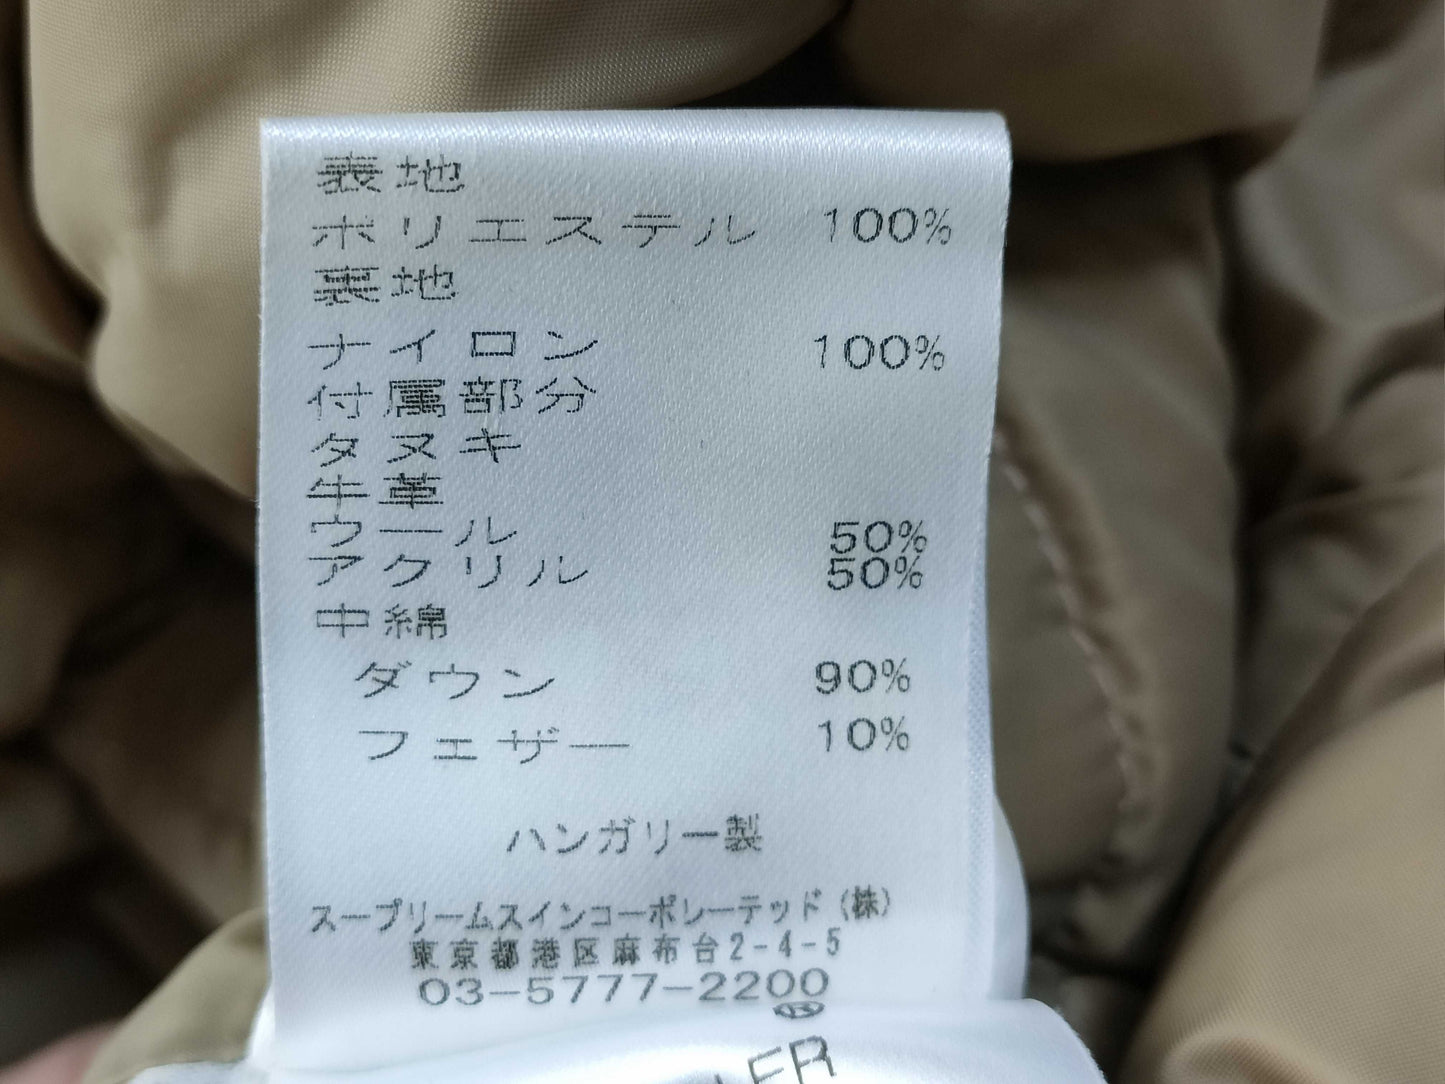 表地
ポリエステル 100%
裏地
ナイロン 100%
付属部分
タヌキ
牛革
ウール 50%
アクリル 50%
中綿
ダウン 90%
フェザー 10%
ハンガリー製
スープリームスインコーポレーテッド(株)
東京都港区麻布台2-4-5
03-5777-2200
®